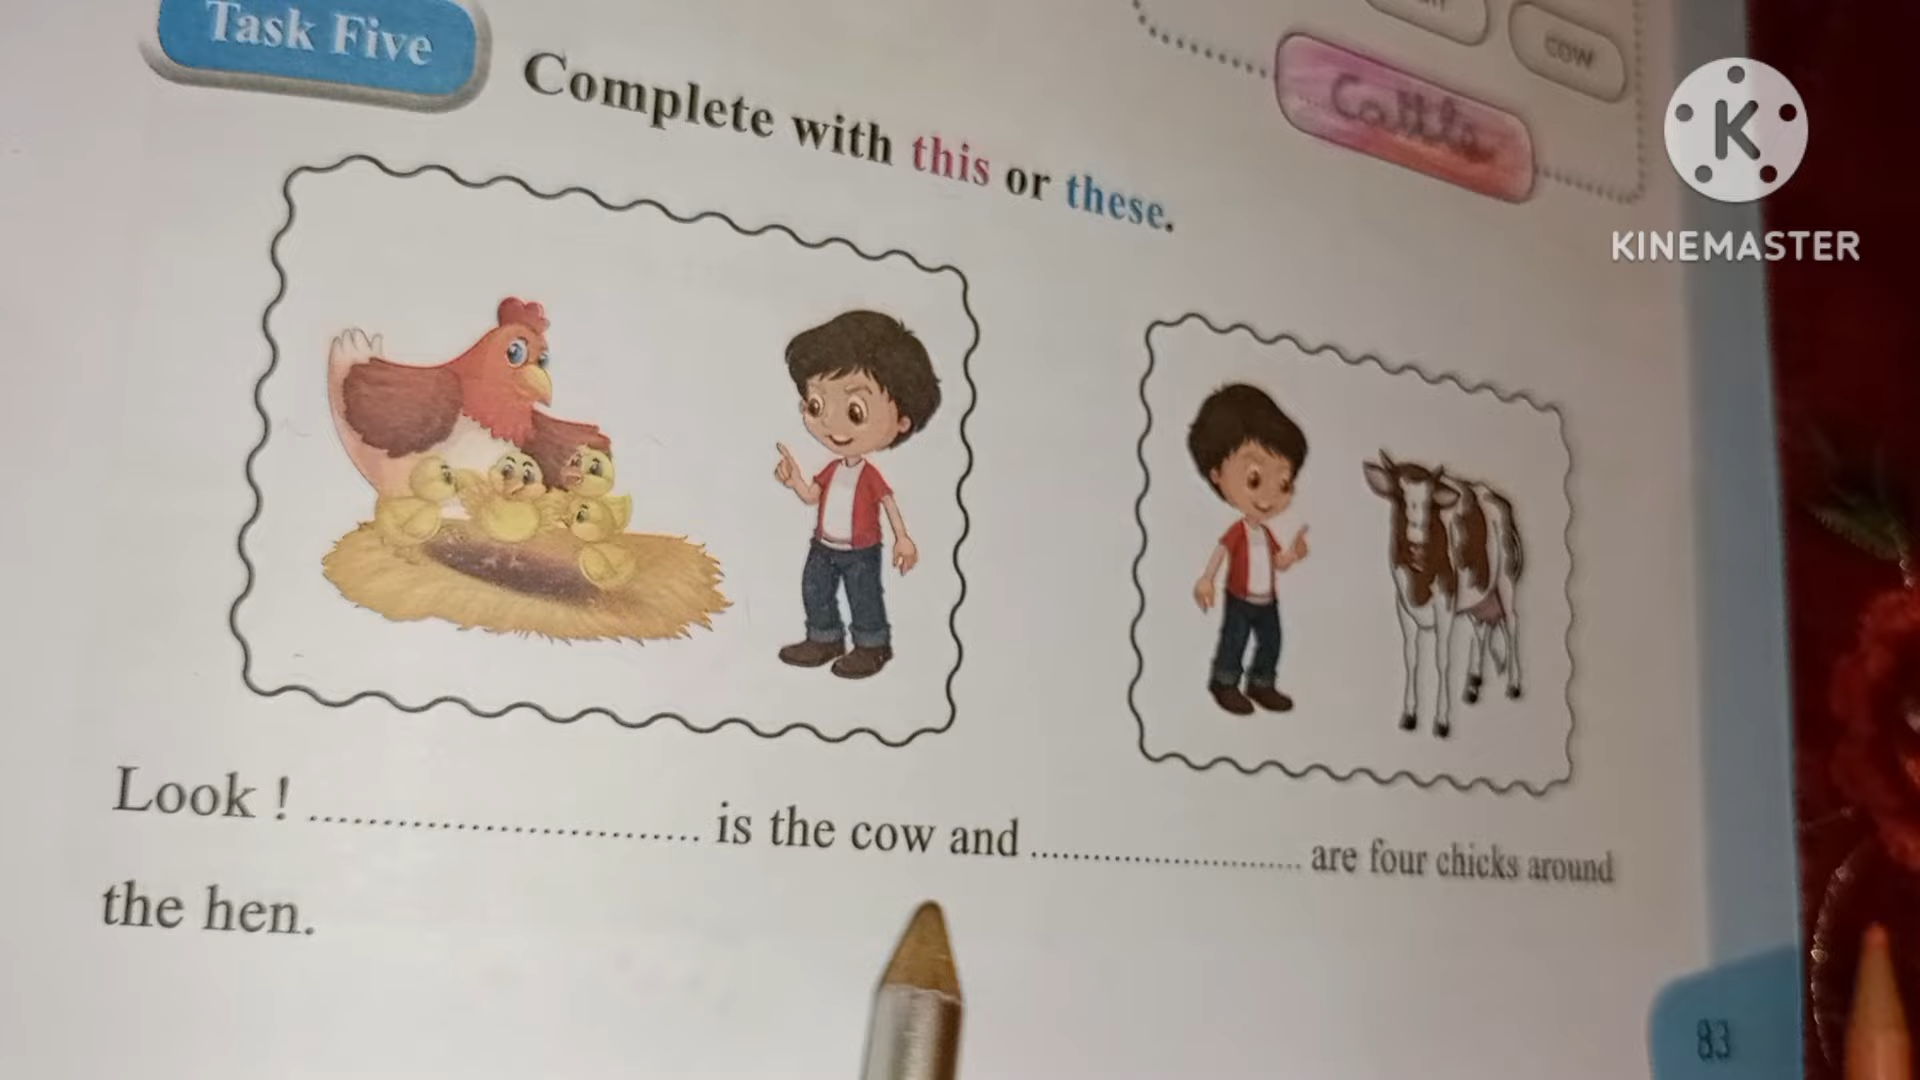 Task Five
cow
Complete with this or these.
Cattle
K
KINEMASTER
Look ! .............................. is the cow and .......................... are four chicks around
the hen.
83